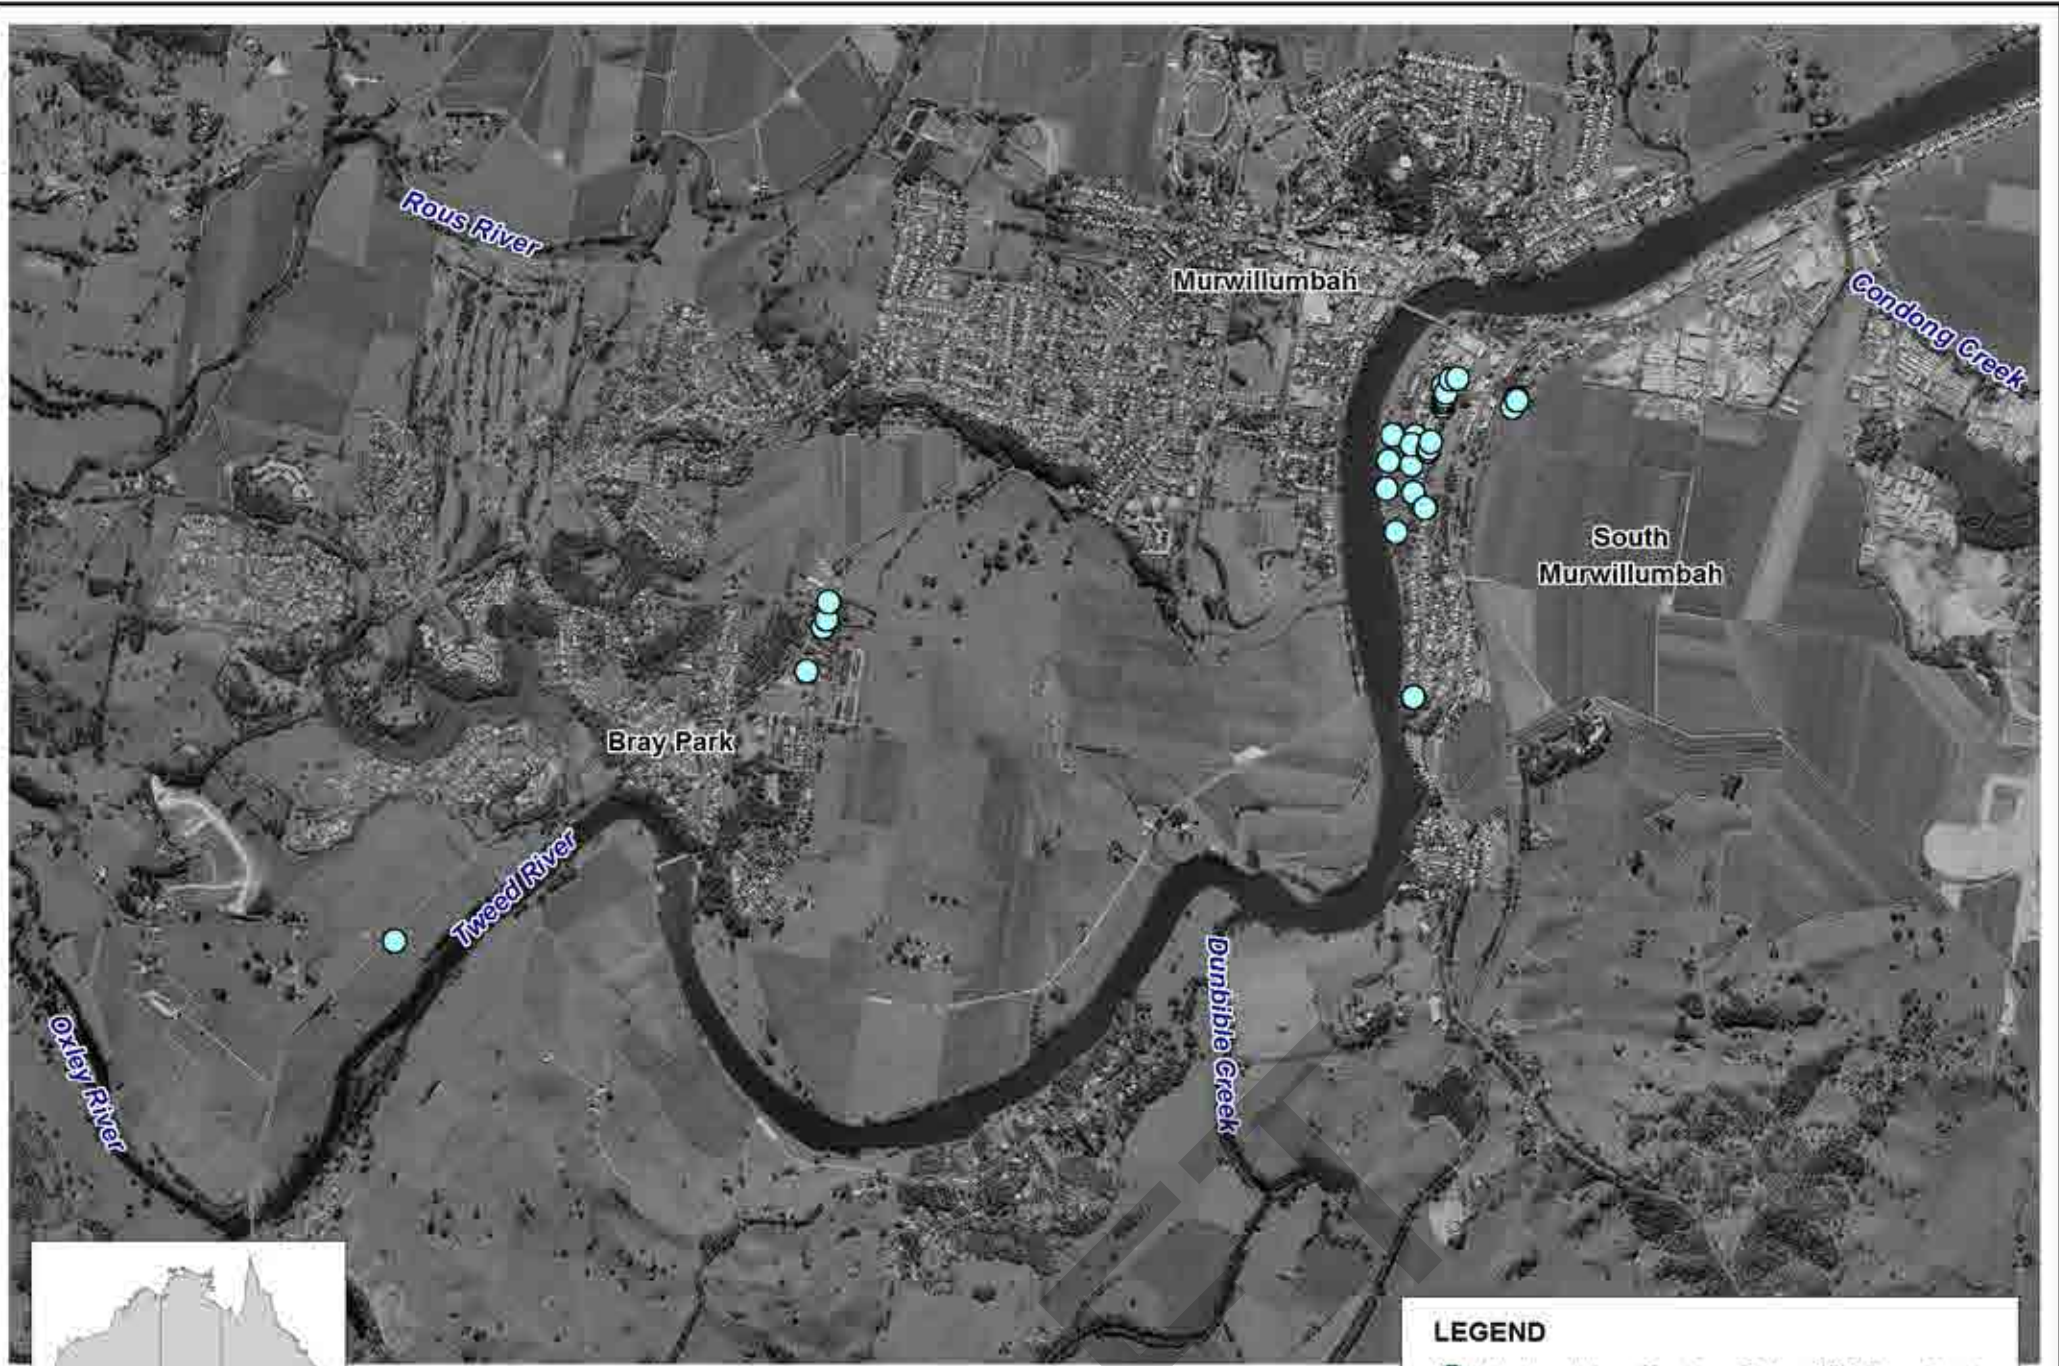 Rous River
Murwillumbah
Condong Creek
South
Murwillumbah
Bray Park
Tweed River
Dunbible Creek
Oxley River
LEGEND